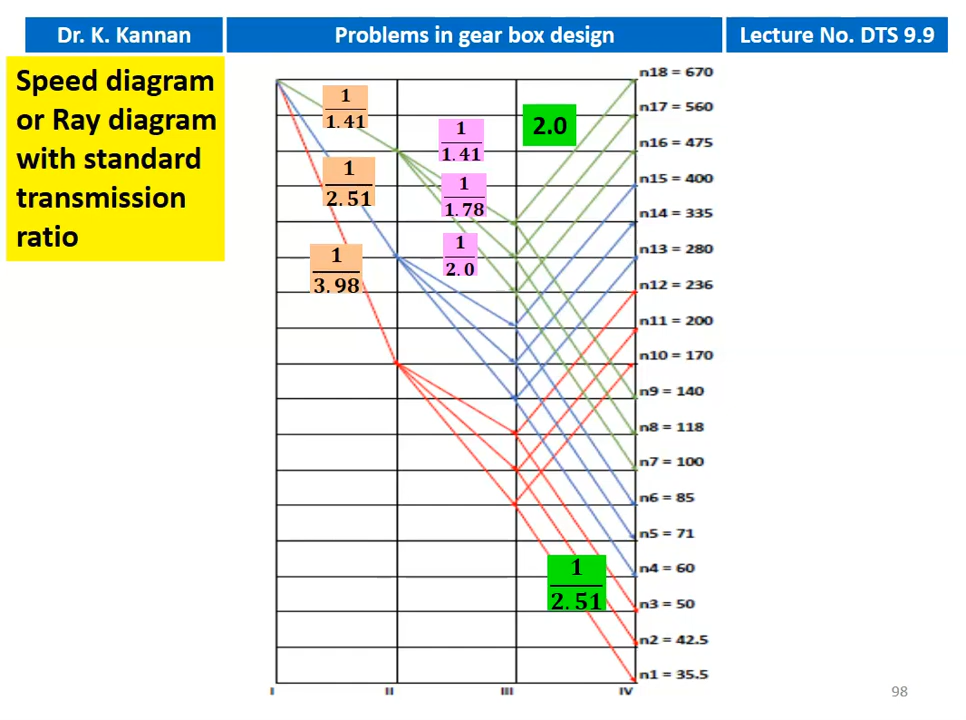 Dr. K. Kannan
Problems in gear box design
Lecture No. DTS 9.9
Speed diagram
or Ray diagram
with standard
transmission
ratio
1
1.41
1
2.51
1
3.98
1
1.41
1
1.78
1
2.0
2.0
1
2.51
n18 = 670
n17 = 560
n16 = 475
n15 = 400
n14 = 335
n13 = 280
n12 = 236
n11 = 200
n10 = 170
n9 = 140
n8 = 118
n7 = 100
n6 = 85
n5 = 71
n4 = 60
n3 = 50
n2 = 42.5
n1 = 35.5
I II III IV
98